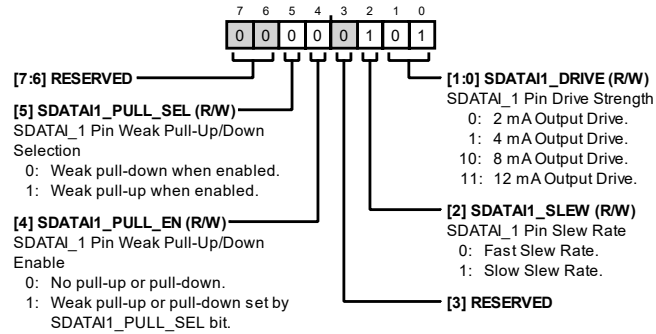 7 6 5 4 3 2 1 0
0 0 0 0 0 1 0 1
[7:6] RESERVED
[5] SDATAI1_PULL_SEL (R/W)
SDATAI_1 Pin Weak Pull-Up/Down
Selection
0: Weak pull-down when enabled.
1: Weak pull-up when enabled.
[4] SDATAI1_PULL_EN (R/W)
SDATAI_1 Pin Weak Pull-Up/Down
Enable
0: No pull-up or pull-down.
1: Weak pull-up or pull-down set by
SDATAI1_PULL_SEL bit.
[1:0] SDATAI1_DRIVE (R/W)
SDATAI_1 Pin Drive Strength
0: 2 mA Output Drive.
1: 4 mA Output Drive.
10: 8 mA Output Drive.
11: 12 mA Output Drive.
[2] SDATAI1_SLEW (R/W)
SDATAI_1 Pin Slew Rate
0: Fast Slew Rate.
1: Slow Slew Rate.
[3] RESERVED